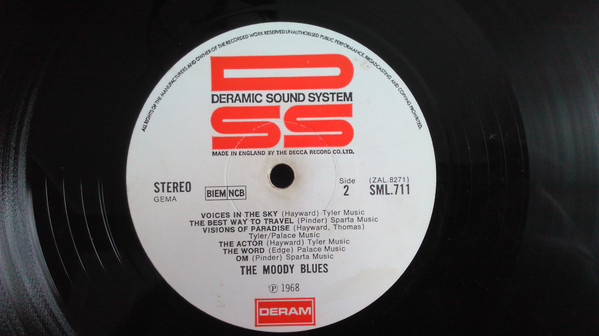 ALL RIGHTS OF THE MANUFACTURERS AND OWNER OF THE RECORDED WORK RESERVED UNAUTHORISED PUBLIC PERFORMANCE, BROADCASTING AND COPYING PROHIBITED.
D
DERAMIC SOUND SYSTEM
SS
MADE IN ENGLAND BY THE DECCA RECORD CO. LTD.
STEREO
GEMA
BIEM NCB
Side
2
(ZAL.8271)
SML.711
VOICES IN THE SKY (Hayward) Tyler Music
THE BEST WAY TO TRAVEL (Pinder) Sparta Music
VISIONS OF PARADISE (Hayward, Thomas)
Tyler/Palace Music
THE ACTOR (Hayward) Tyler Music
THE WORD (Edge) Palace Music
OM (Pinder) Sparta Music
THE MOODY BLUES
℗ 1968
DERAM